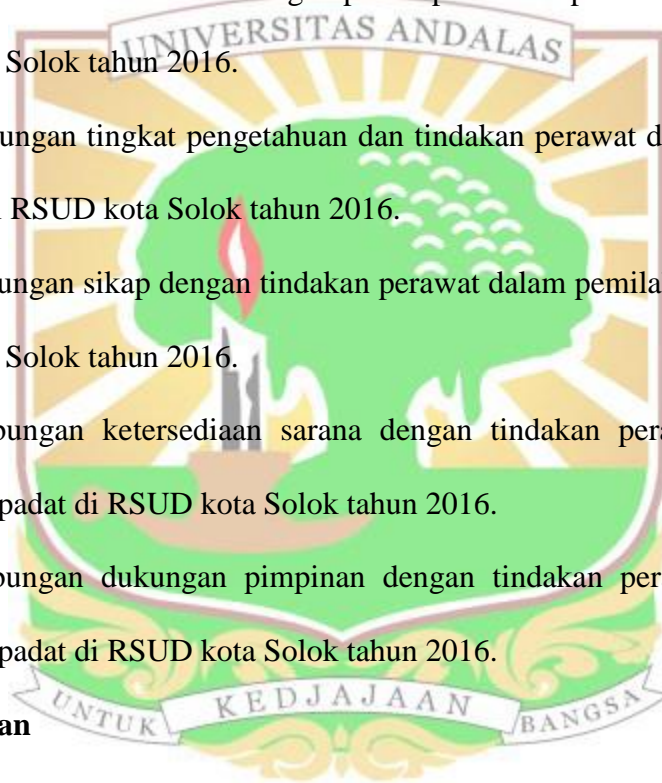 UNIVERSITAS ANDALAS
Solok tahun 2016.
ungan tingkat pengetahuan dan tindakan perawat d
RSUD kota Solok tahun 2016.
ungan sikap dengan tindakan perawat dalam pemila
Solok tahun 2016.
ungan ketersediaan sarana dengan tindakan pera
padat di RSUD kota Solok tahun 2016.
ungan dukungan pimpinan dengan tindakan per
padat di RSUD kota Solok tahun 2016.
UNTUK KEDJAJAAN BANGSA
an